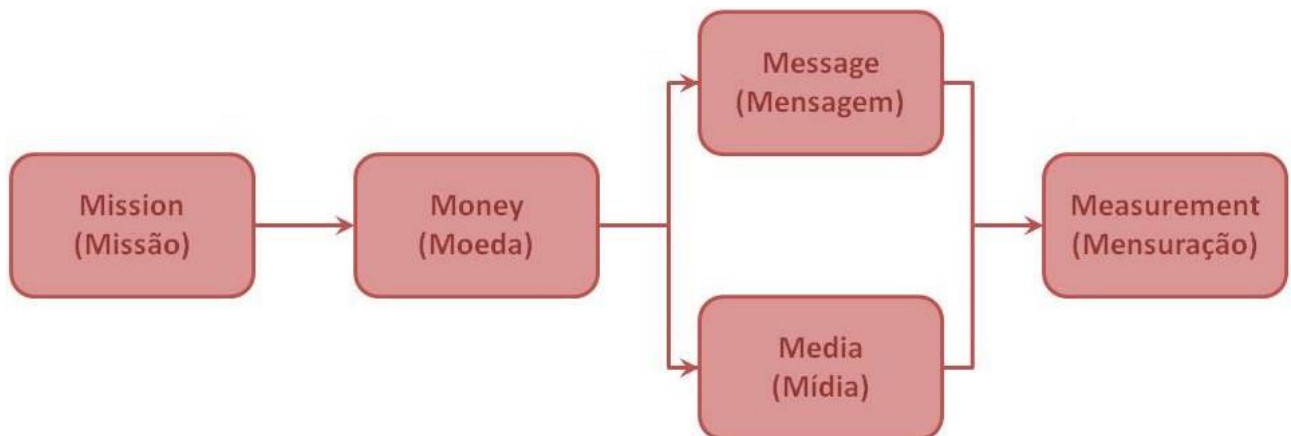 Mission
(Missão)
Money
(Moeda)
Message
(Mensagem)
Media
(Mídia)
Measurement
(Mensuração)